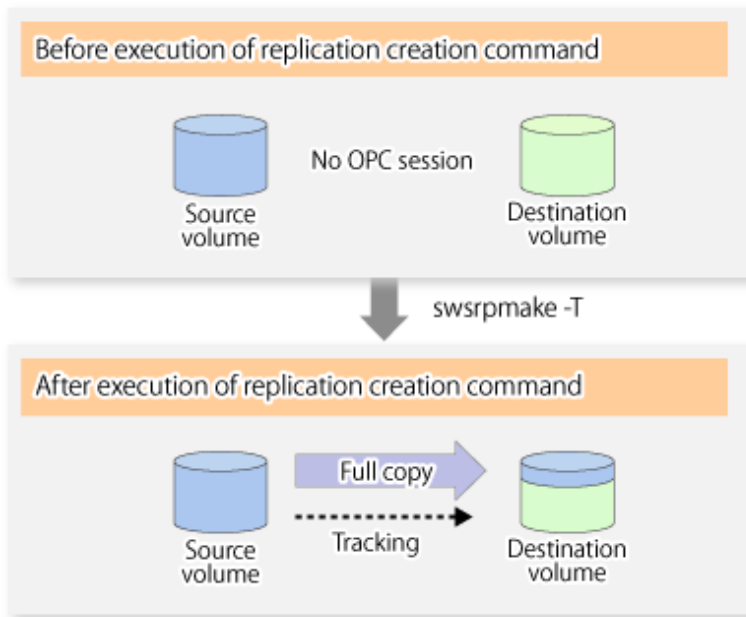 Before execution of replication creation command
No OPC session
Source
volume
Destination
volume
swsrpmake -T
After execution of replication creation command
Full copy
Tracking
Source
volume
Destination
volume